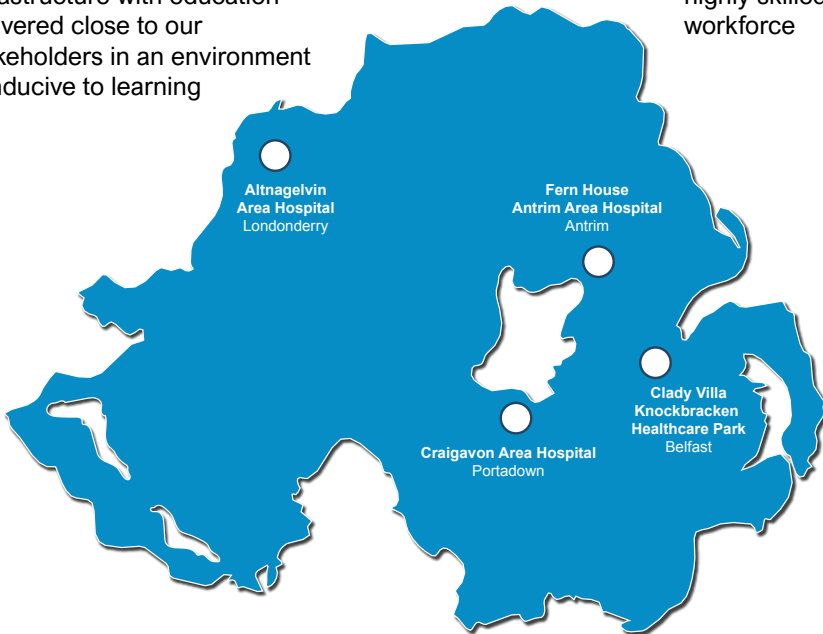 vered close to our
keholders in an environment
ducive to learning
workforce
Altnagelvin
Area Hospital
Londonderry
Fern House
Antrim Area Hospital
Antrim
Clady Villa
Knockbracken
Healthcare Park
Belfast
Craigavon Area Hospital
Portadown